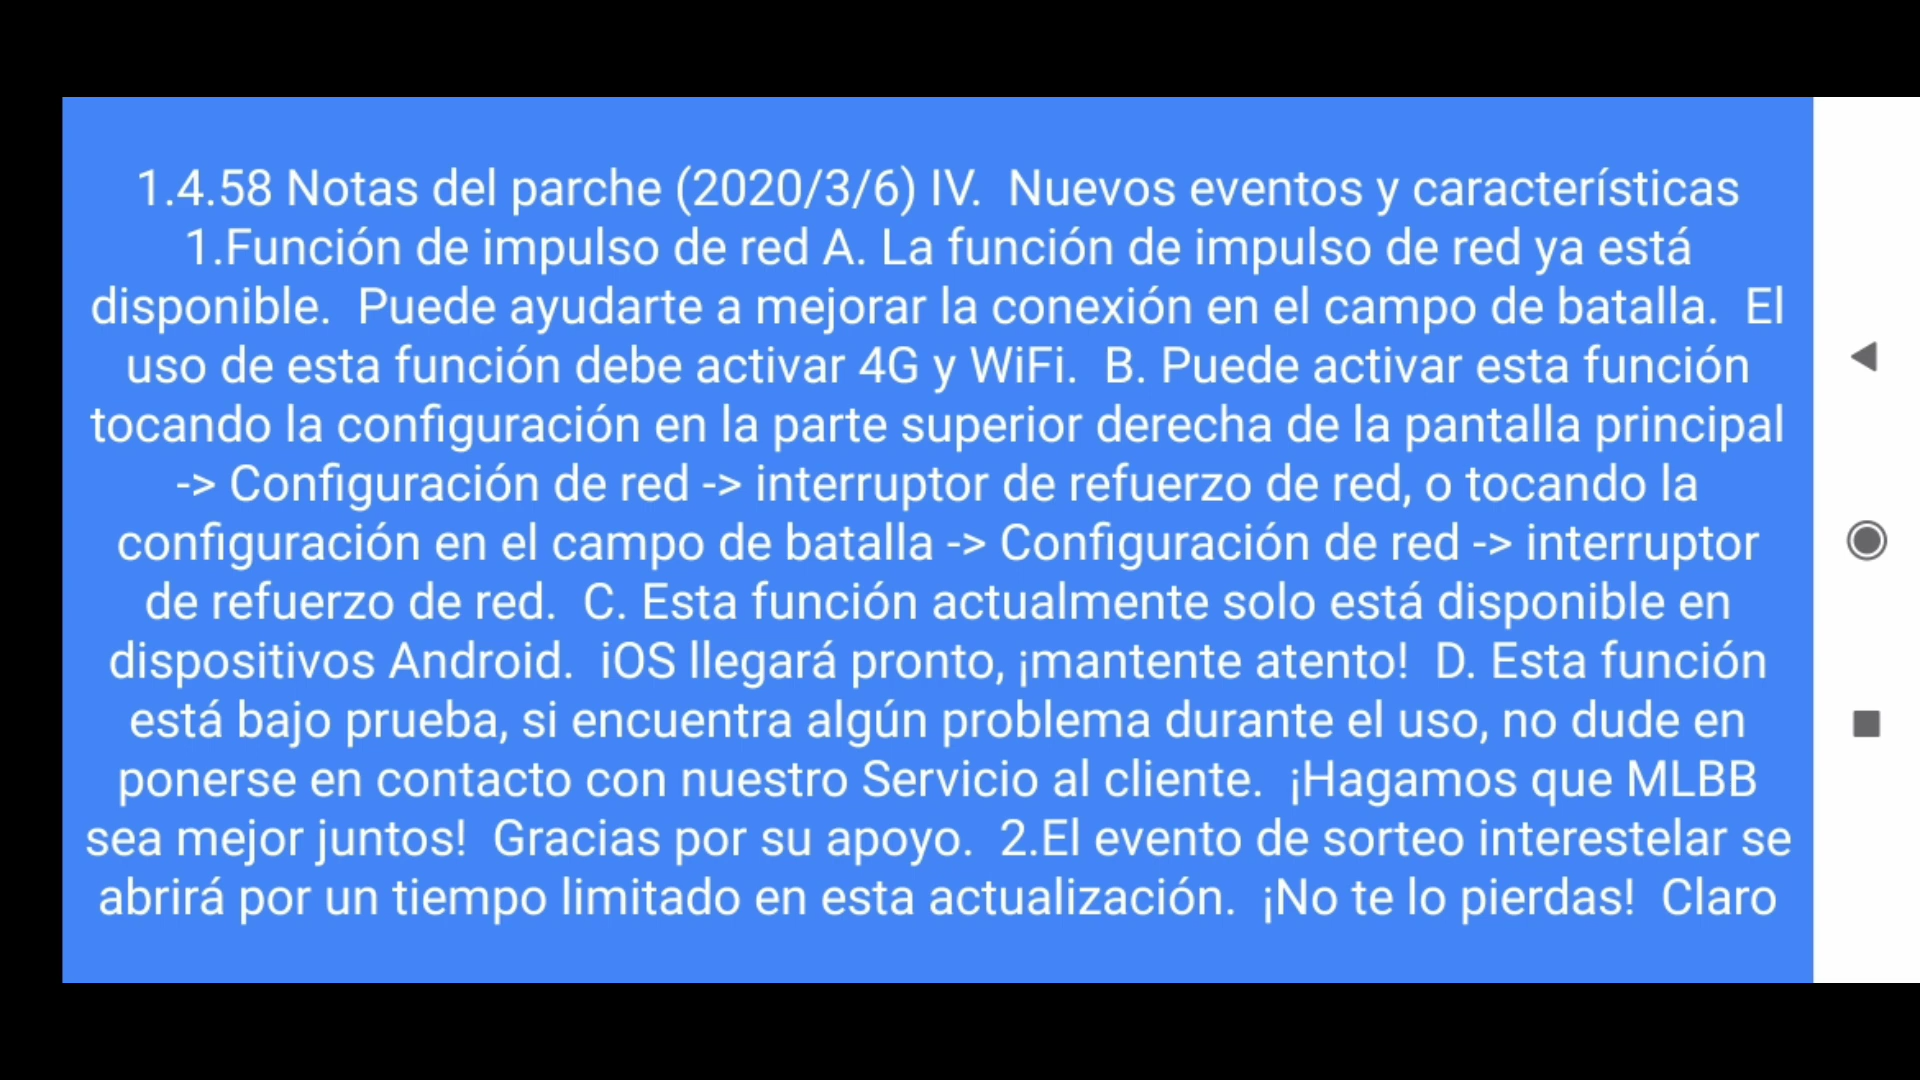 1.4.58 Notas del parche (2020/3/6) IV.  Nuevos eventos y características
1.Función de impulso de red A. La función de impulso de red ya está
disponible.  Puede ayudarte a mejorar la conexión en el campo de batalla.  El
uso de esta función debe activar 4G y WiFi.  B. Puede activar esta función
tocando la configuración en la parte superior derecha de la pantalla principal
-> Configuración de red -> interruptor de refuerzo de red, o tocando la
configuración en el campo de batalla -> Configuración de red -> interruptor
de refuerzo de red.  C. Esta función actualmente solo está disponible en
dispositivos Android.  iOS llegará pronto, ¡mantente atento!  D. Esta función
está bajo prueba, si encuentra algún problema durante el uso, no dude en
ponerse en contacto con nuestro Servicio al cliente.  ¡Hagamos que MLBB
sea mejor juntos!  Gracias por su apoyo.  2.El evento de sorteo interestelar se
abrirá por un tiempo limitado en esta actualización.  ¡No te lo pierdas!  Claro